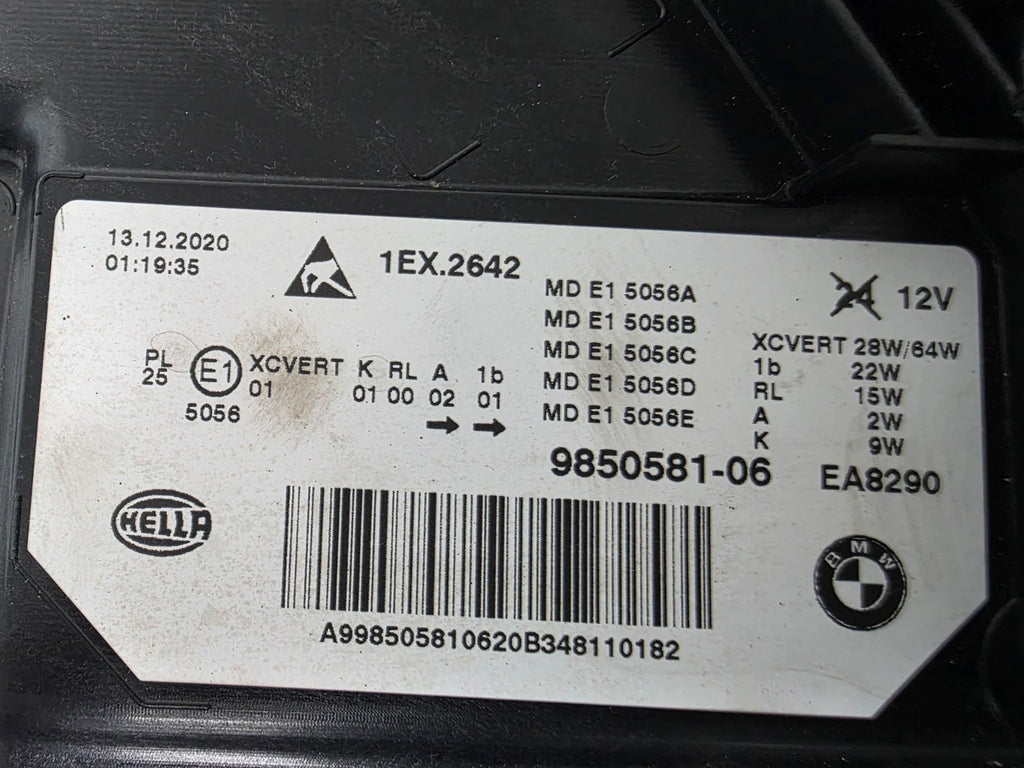 13.12.2020
01:19:35
1EX.2642
24 12V
MD E1 5056A
MD E1 5056B
MD E1 5056C
MD E1 5056D
MD E1 5056E
XCVERT 28W/64W
1b 22W
RL 15W
A 2W
K 9W
PL
25
E1
5056
XCVERT K RL A 1b
01 01 00 02 01
9850581-06 EA8290
HELLA
BMW
A998505810620B348110182